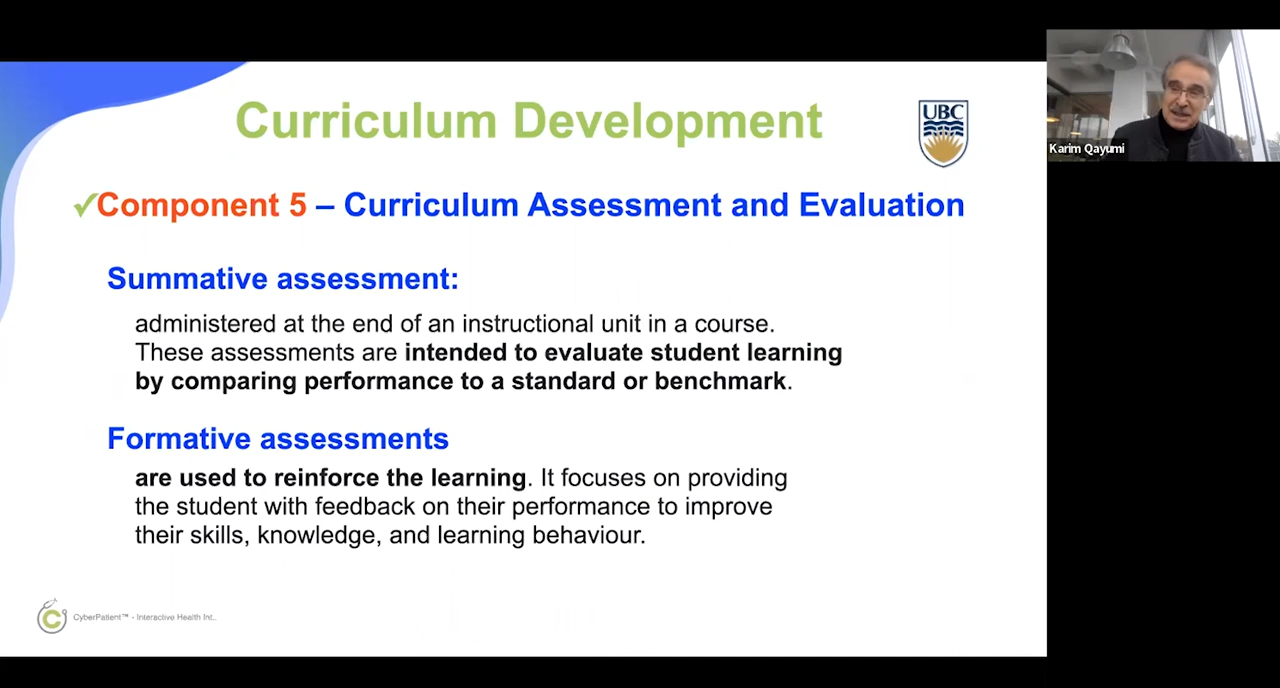 Curriculum Development
UBC
Karim Qayumi
✓Component 5 – Curriculum Assessment and Evaluation
Summative assessment:
administered at the end of an instructional unit in a course.
These assessments are intended to evaluate student learning
by comparing performance to a standard or benchmark.
Formative assessments
are used to reinforce the learning. It focuses on providing
the student with feedback on their performance to improve
their skills, knowledge, and learning behaviour.
CyberPatient™ - Interactive Health Int..